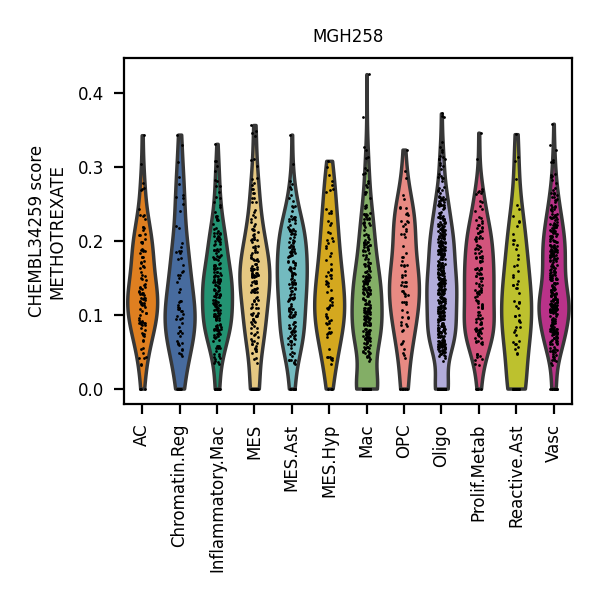 MGH258
CHEMBL34259 score
METHOTREXATE
0.4
0.3
0.2
0.1
0.0
AC
Chromatin.Reg
Inflammatory.Mac
MES
MES.Ast
MES.Hyp
Mac
OPC
Oligo
Prolif.Metab
Reactive.Ast
Vasc